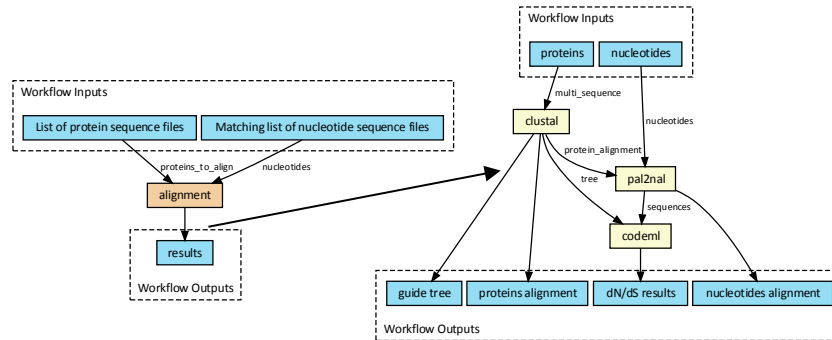 Workflow Inputs
List of protein sequence files
Matching list of nucleotide sequence files
proteins_to_align
nucleotides
alignment
results
Workflow Outputs
Workflow Inputs
proteins
nucleotides
multi_sequence
nucleotides
clustal
protein_alignment
tree
pal2nal
sequences
codeml
guide tree
proteins alignment
dN/dS results
nucleotides alignment
Workflow Outputs